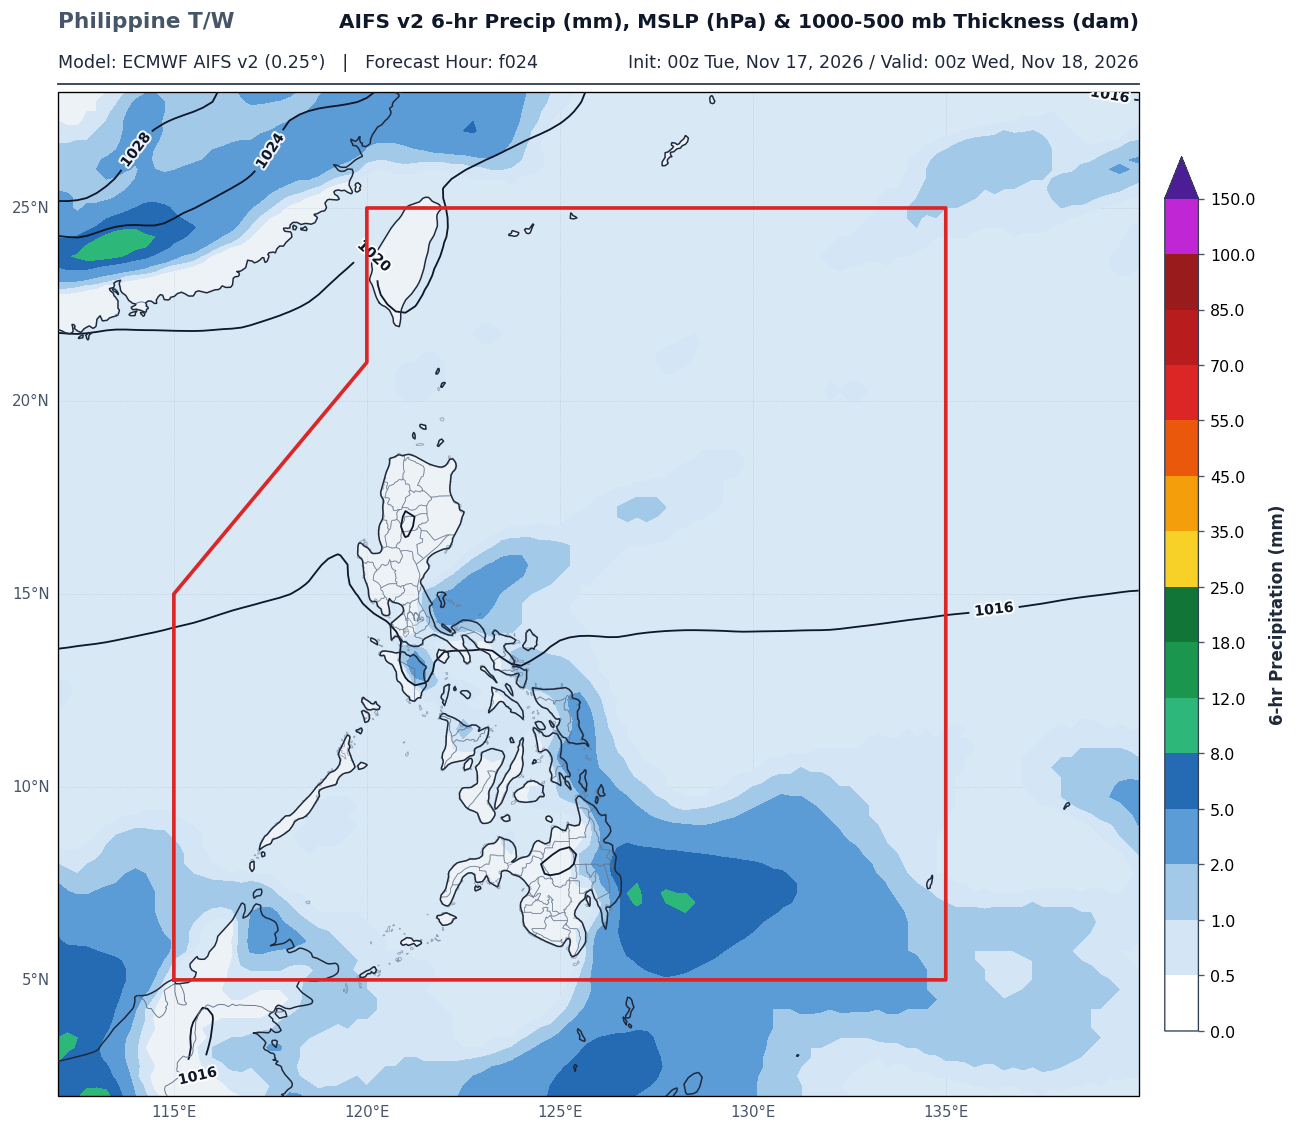 Philippine T/W
AIFS v2 6-hr Precip (mm), MSLP (hPa) & 1000-500 mb Thickness (dam)
Model: ECMWF AIFS v2 (0.25°) | Forecast Hour: f024
Init: 00z Tue, Nov 17, 2026 / Valid: 00z Wed, Nov 18, 2026
1016
1028
1024
1020
1016
1016
25°N
20°N
15°N
10°N
5°N
115°E
120°E
125°E
130°E
135°E
150.0
100.0
85.0
70.0
55.0
45.0
35.0
25.0
18.0
12.0
8.0
5.0
2.0
1.0
0.5
0.0
6-hr Precipitation (mm)